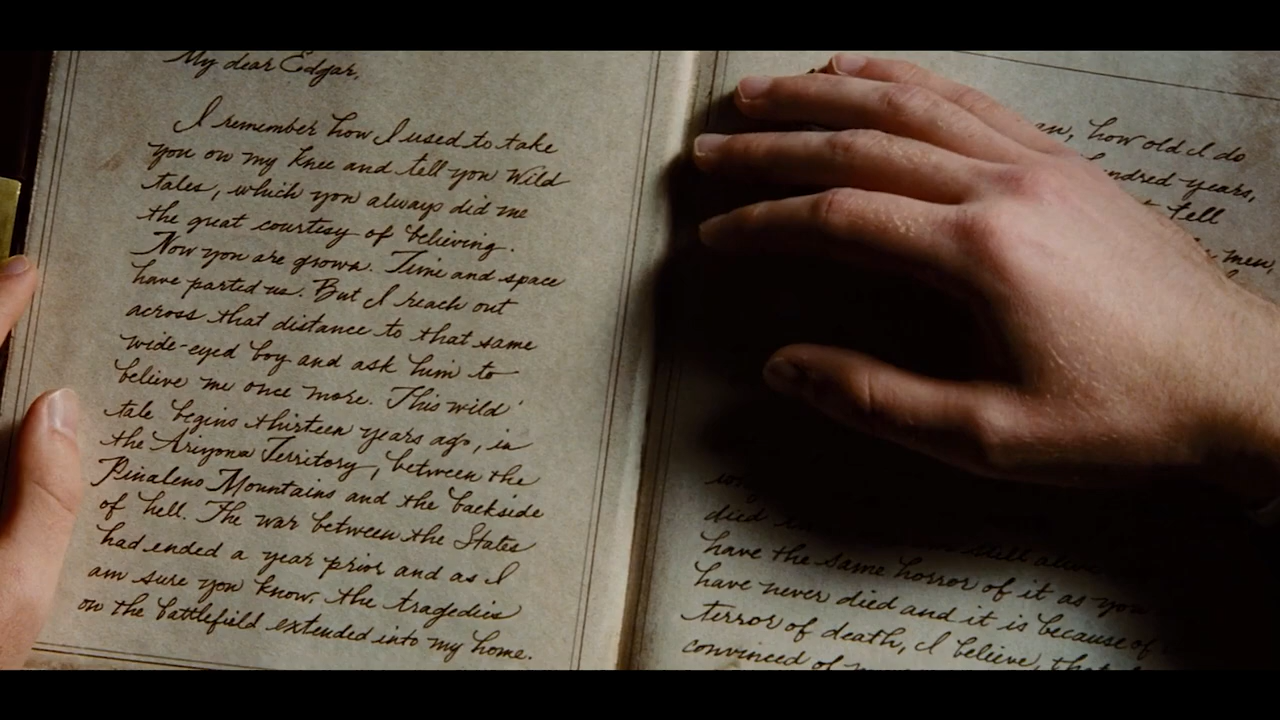 My dear Edgar,
I remember how I used to take
you on my knee and tell you wild
tales, which you always did me
the great courtesy of believing.
Now you are grown. Time and space
have parted us. But I reach out
across that distance to that same
wide-eyed boy and ask him to
believe me once more. This wild
tale begins thirteen years ago, in
the Arizona Territory, between the
Pinaleno Mountains and the backside
of hell. The war between the States
had ended a year prior and as I
am sure you know, the tragedies
on the battlefield extended into my home.
how old I do
years,
tell
men,
died still alive
have the same horror of it as you
have never died and it is because of
terror of death, I believe, that
convinced of